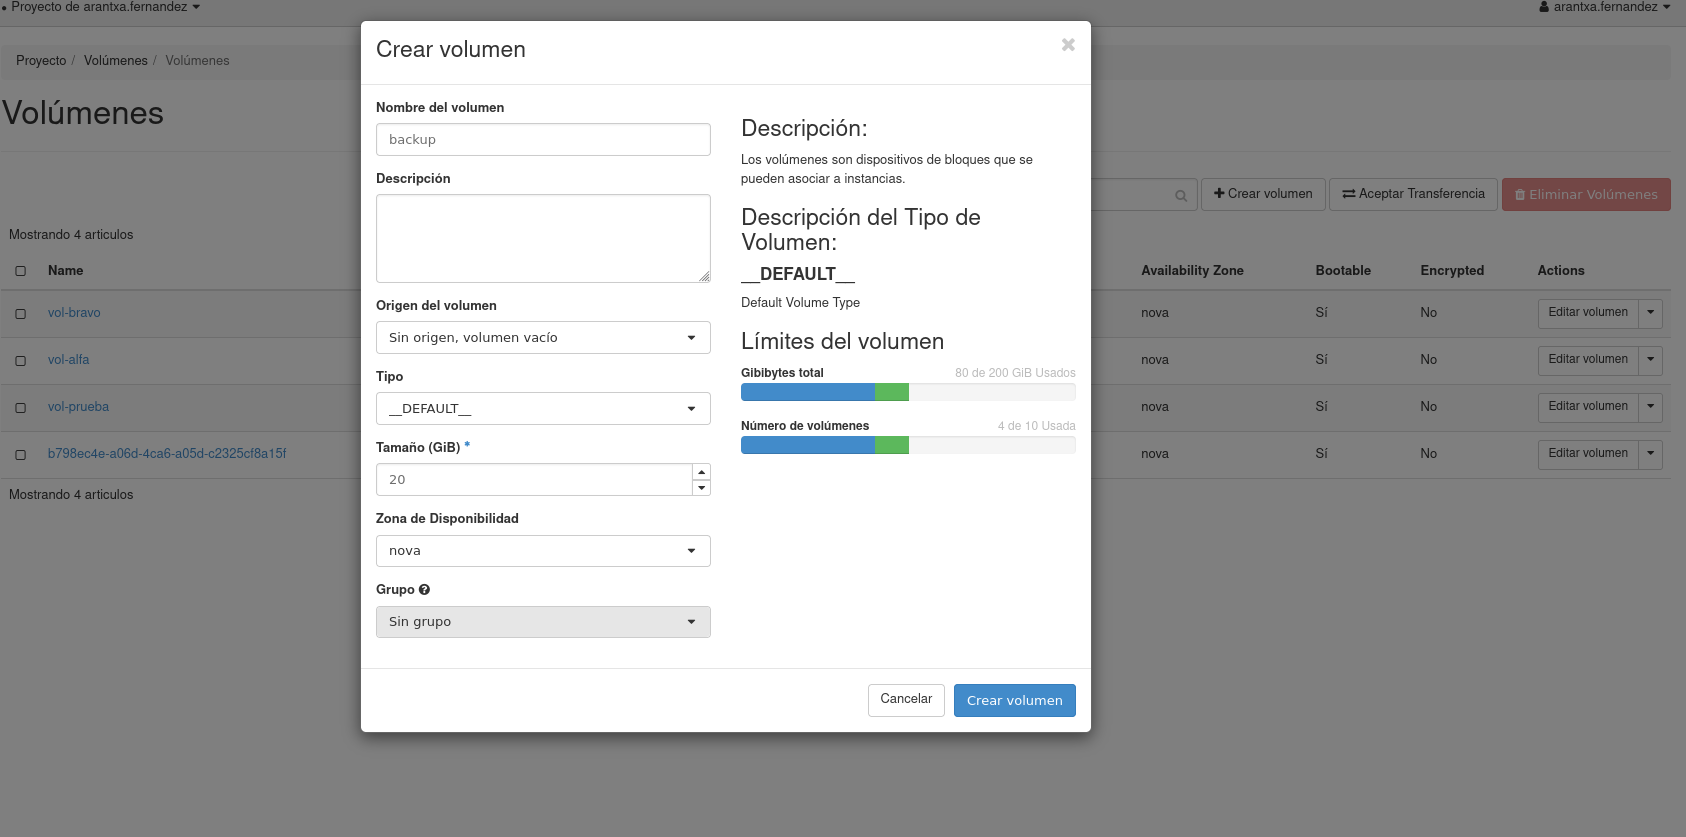 Proyecto de arantxa.fernandez
arantxa.fernandez
Proyecto / Volúmenes / Volúmenes
Volúmenes
Crear volumen
Aceptar Transferencia
Eliminar Volúmenes
Mostrando 4 articulos
Name
Availability Zone
Bootable
Encrypted
Actions
vol-bravo
nova
Sí
No
Editar volumen
vol-alfa
nova
Sí
No
Editar volumen
vol-prueba
nova
Sí
No
Editar volumen
b798ec4e-a06d-4ca6-a05d-c2325cf8a15f
nova
Sí
No
Editar volumen
Mostrando 4 articulos
Crear volumen
Nombre del volumen
backup
Descripción
Origen del volumen
Sin origen, volumen vacío
Tipo
__DEFAULT__
Tamaño (GiB) *
20
Zona de Disponibilidad
nova
Grupo
Sin grupo
Descripción:
Los volúmenes son dispositivos de bloques que se
pueden asociar a instancias.
Descripción del Tipo de
Volumen:
__DEFAULT__
Default Volume Type
Límites del volumen
Gibibytes total
80 de 200 GiB Usados
Número de volúmenes
4 de 10 Usada
Cancelar
Crear volumen